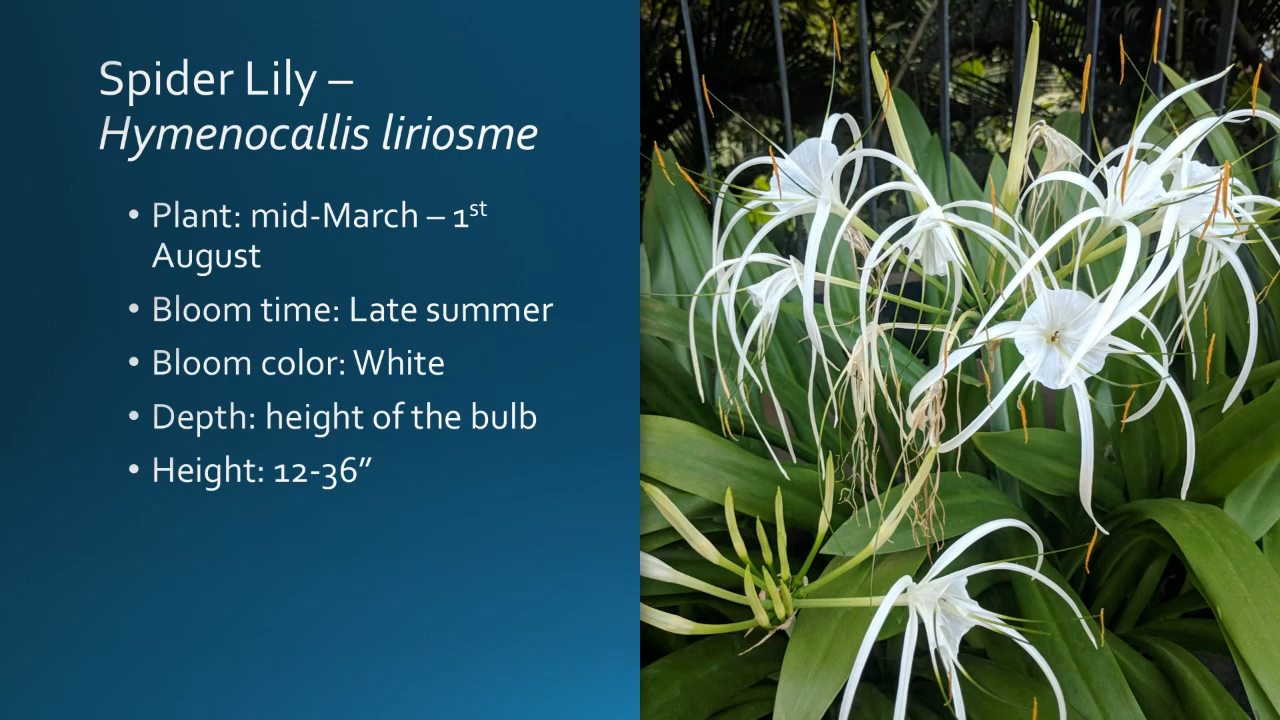 Spider Lily –
Hymenocallis liriosme
• Plant: mid-March – 1st
August
• Bloom time: Late summer
• Bloom color: White
• Depth: height of the bulb
• Height: 12-36”